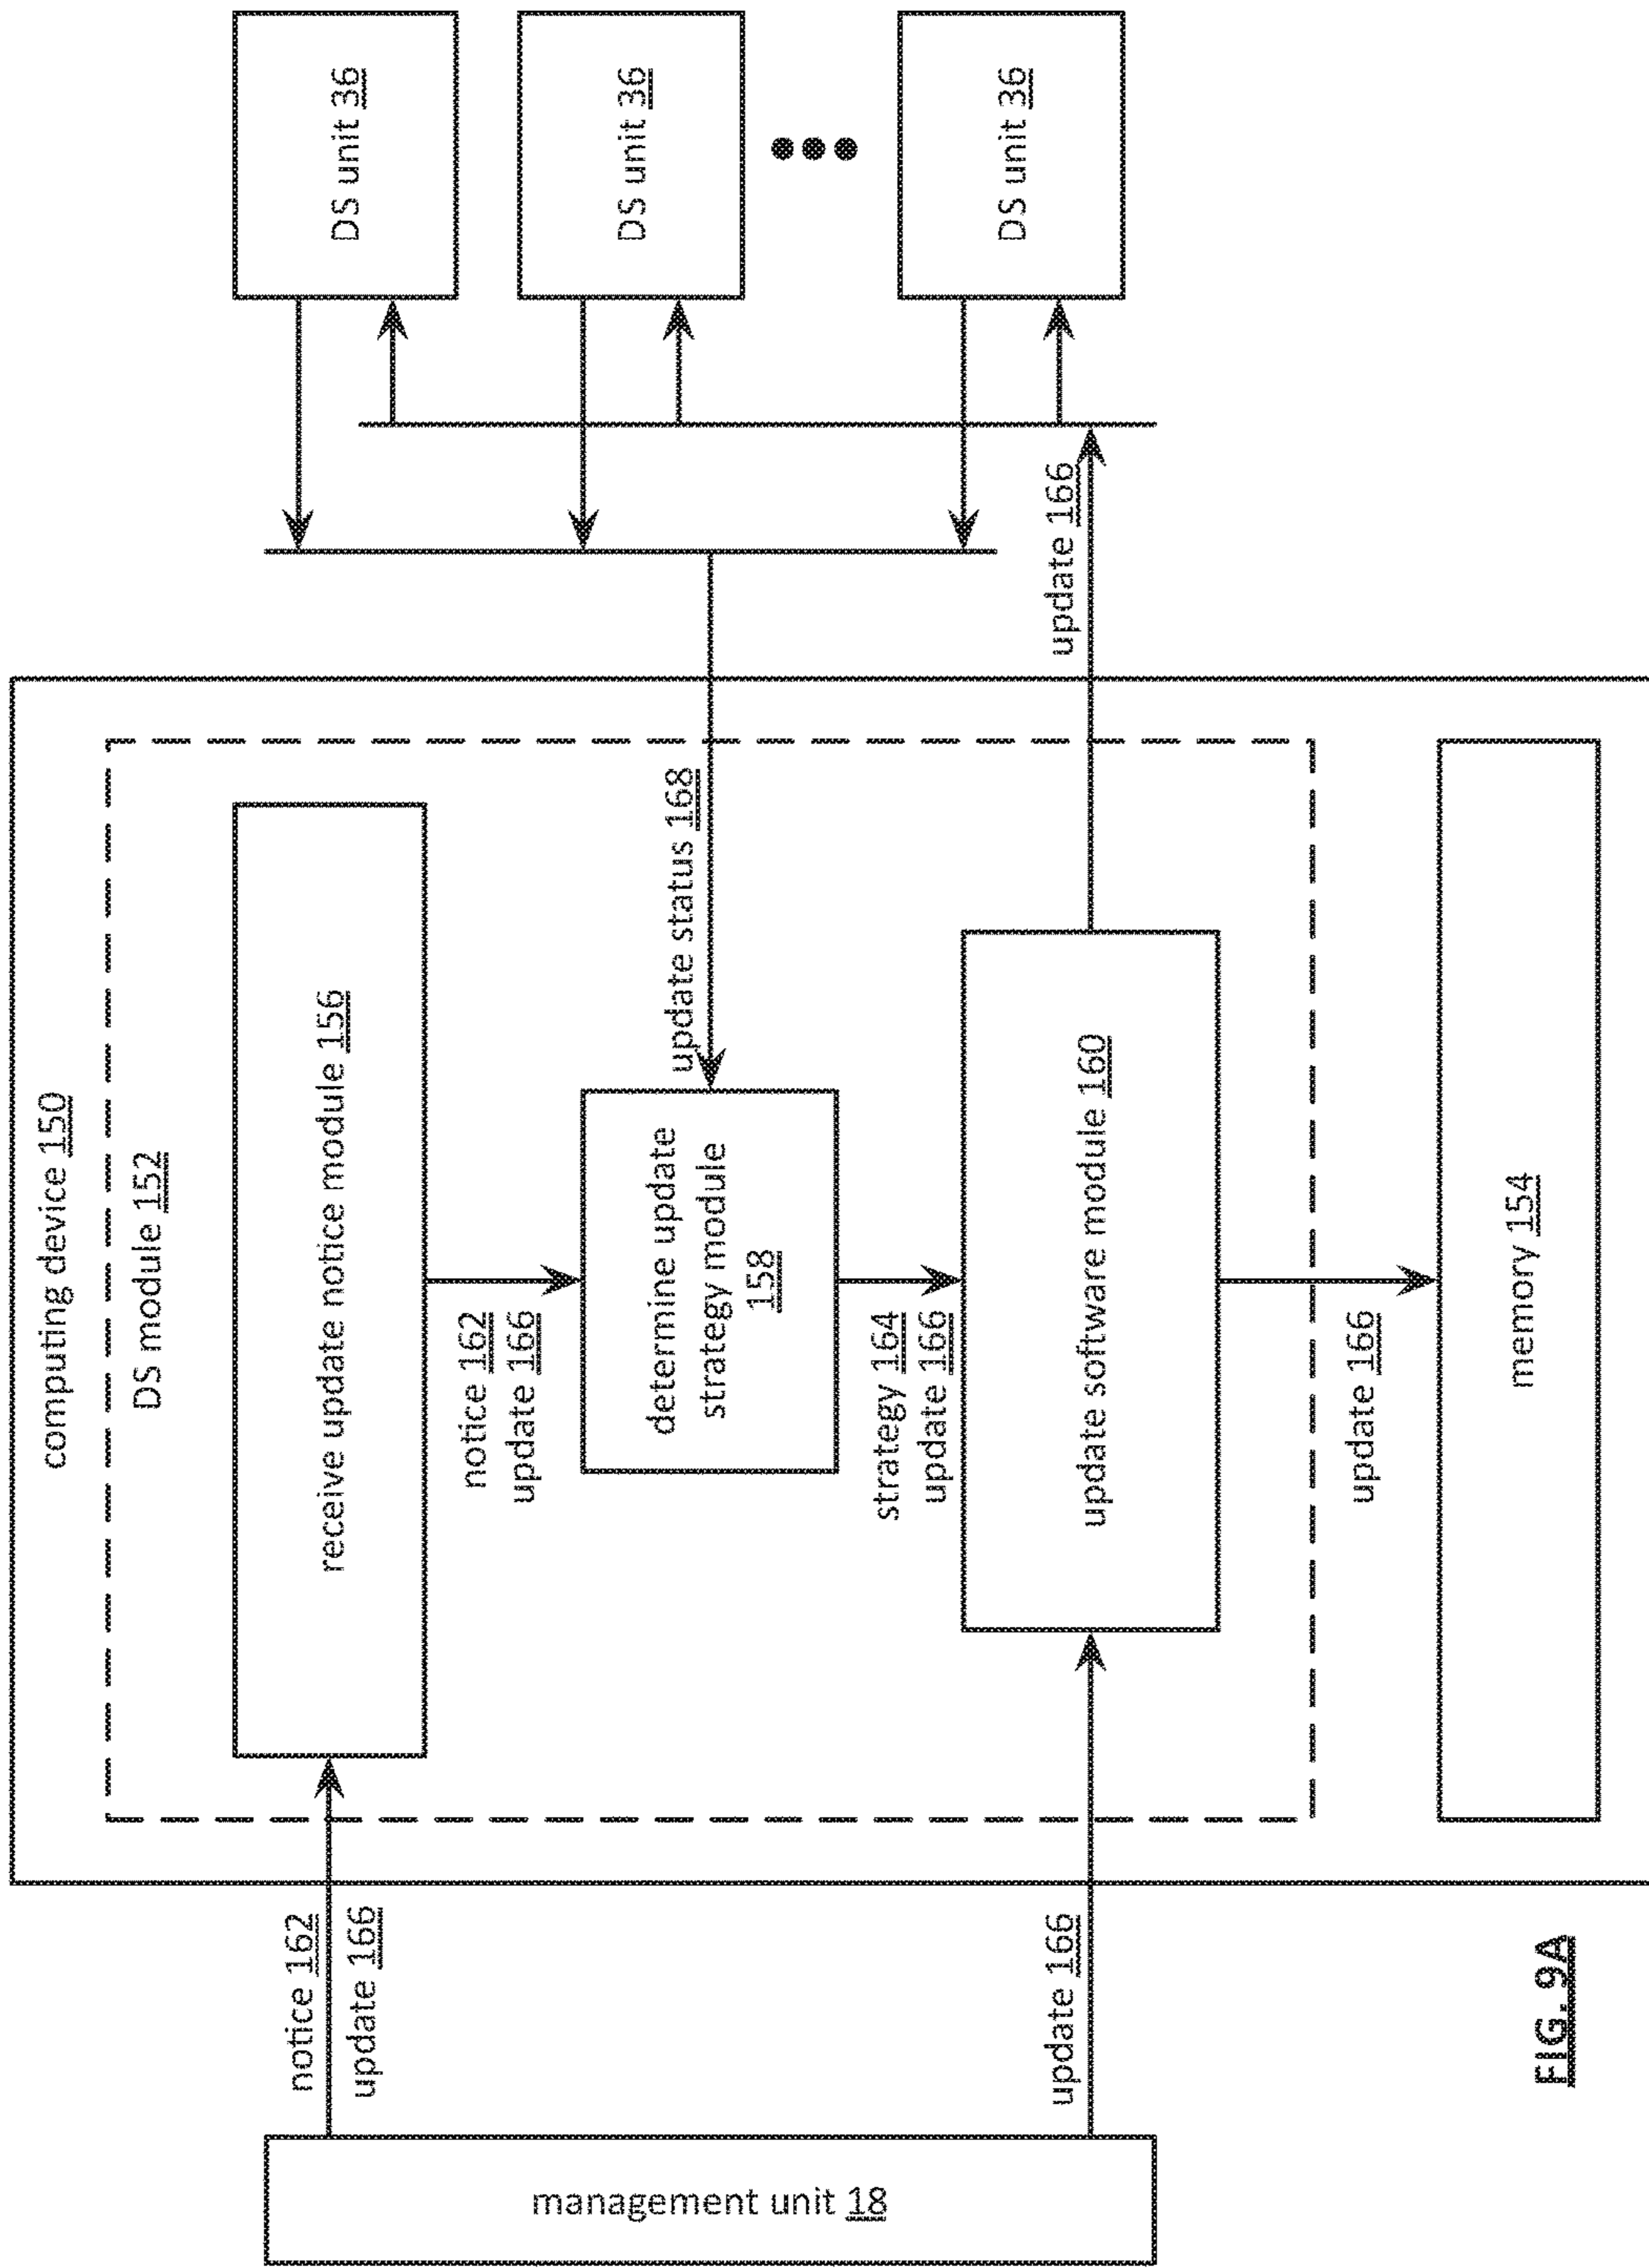 computing device 150
DS module 152
notice 162
update 166
receive update notice module 156
DS unit 36
notice 162
update 166
management unit 18
determine update
strategy module
158
update status 168
DS unit 36
strategy 164
update 166
update 166
update software module 160
update 166
DS unit 36
update 166
memory 154
FIG. 9A